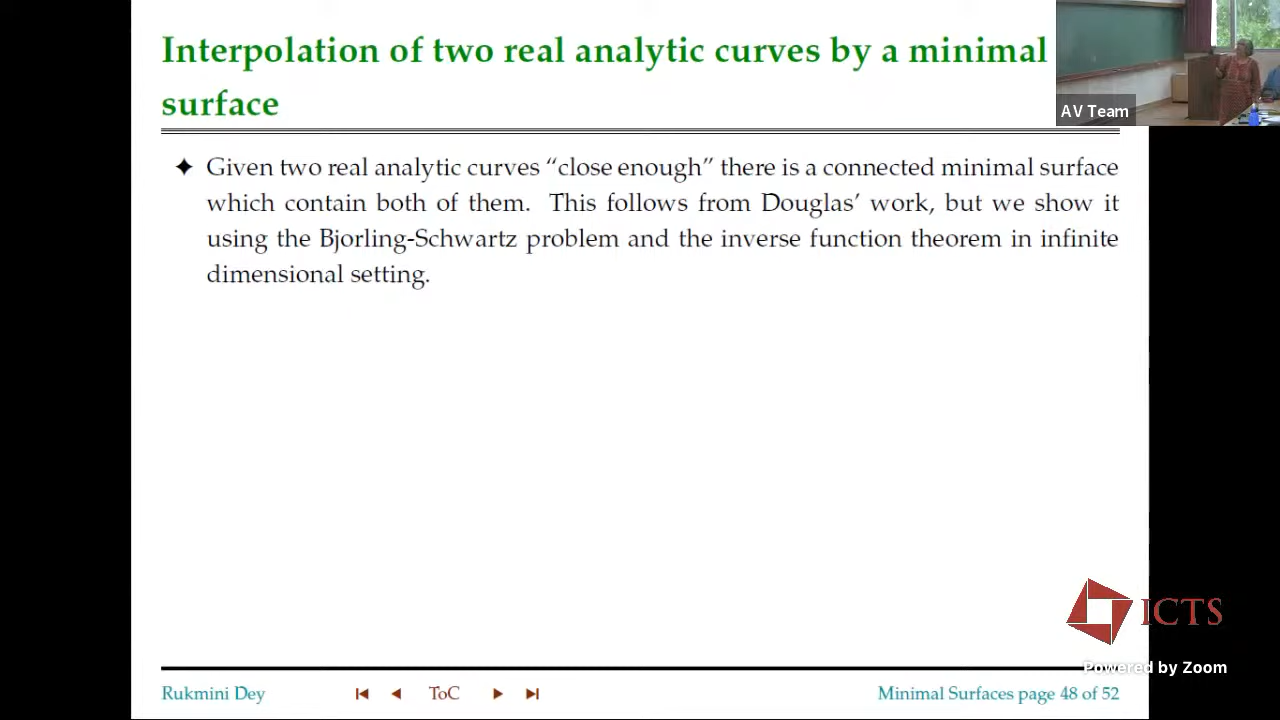 Interpolation of two real analytic curves by a minimal
surface
AV Team
✦ Given two real analytic curves “close enough” there is a connected minimal surface
which contain both of them. This follows from Douglas’ work, but we show it
using the Bjorling-Schwartz problem and the inverse function theorem in infinite
dimensional setting.
ICTS
Powered by Zoom
Rukmini Dey
ToC
Minimal Surfaces page 48 of 52